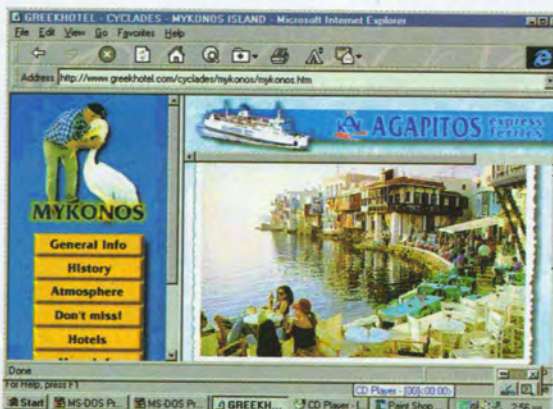 GREEKHOTEL - CYCLADES - MYKONOS ISLAND - Microsoft Internet Explorer
File Edit View Go Favorites Help
Address http://www.greekhotel.com/cyclades/mykonos/mykonos.htm
AGAPITOS express
ferries
MYKONOS
General Info
History
Atmosphere
Don't miss!
Hotels
Done
For Help, press F1
CD Player - [00]:00:00>
Start MS-DOS Pr... MS-DOS Pr... GREEKH... CD Player - [ Paint Shop...